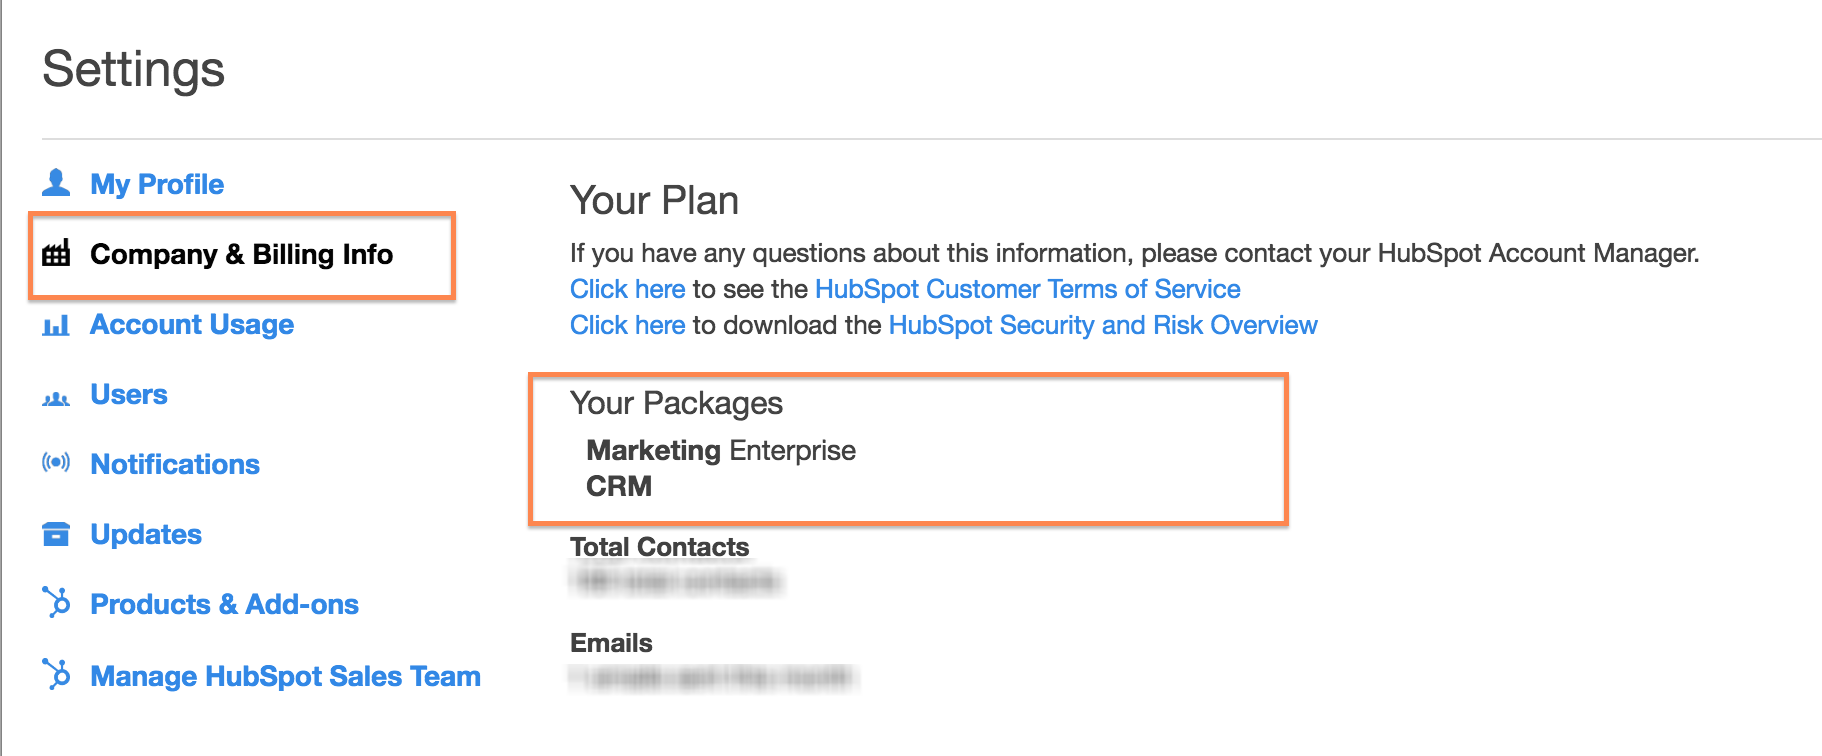 Settings
My Profile
Company & Billing Info
Account Usage
Users
Notifications
Updates
Products & Add-ons
Manage HubSpot Sales Team
Your Plan
If you have any questions about this information, please contact your HubSpot Account Manager.
Click here to see the HubSpot Customer Terms of Service
Click here to download the HubSpot Security and Risk Overview
Your Packages
Marketing Enterprise
CRM
Total Contacts
Emails